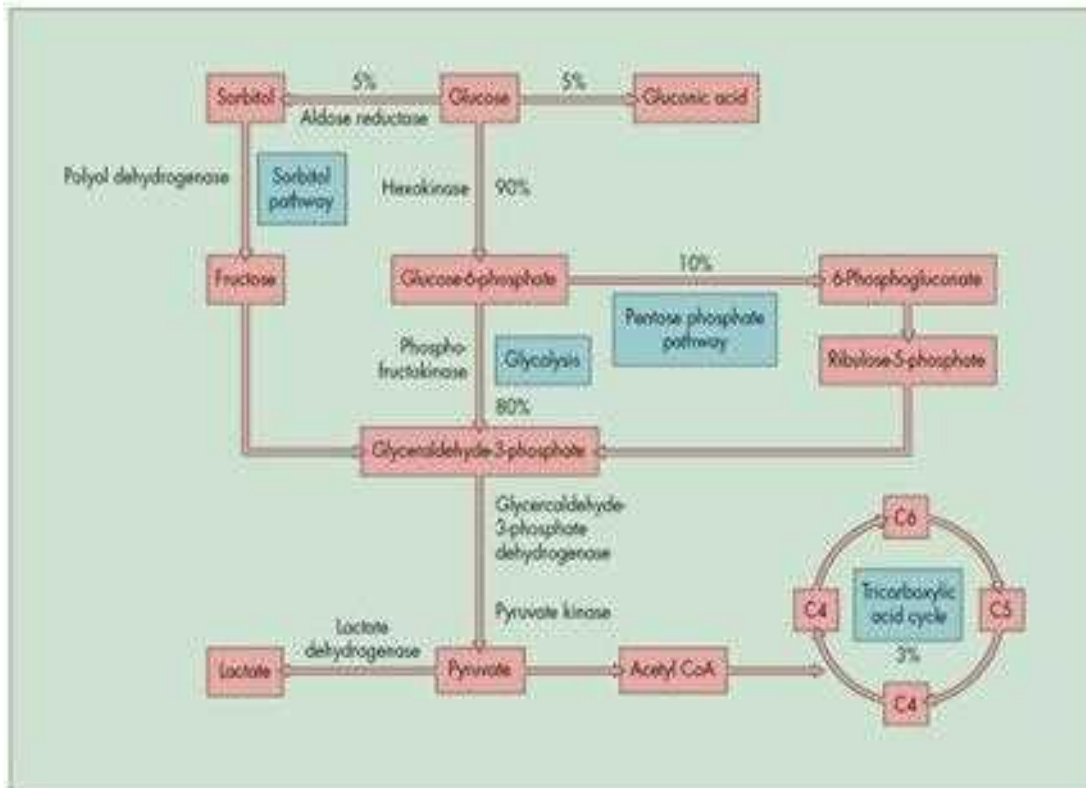 5%
5%
Sorbitol
Glucose
Gluconic acid
Aldose reductase
Polyol dehydrogenase
Sorbitol
pathway
Hexokinase
90%
Fructose
Glucose-6-phosphate
10%
6-Phosphogluconate
Pentose phosphate
pathway
Phospho-
fructokinase
Glycolysis
Ribulose-5-phosphate
80%
Glyceraldehyde-3-phosphate
Glycercaldehyde-
3-phosphate
dehydrogenase
C6
C4
Tricarboxylic
acid cycle
C5
3%
C4
Pyruvate kinase
Lactate
dehydrogenase
Lactate
Pyruvate
Acetyl CoA